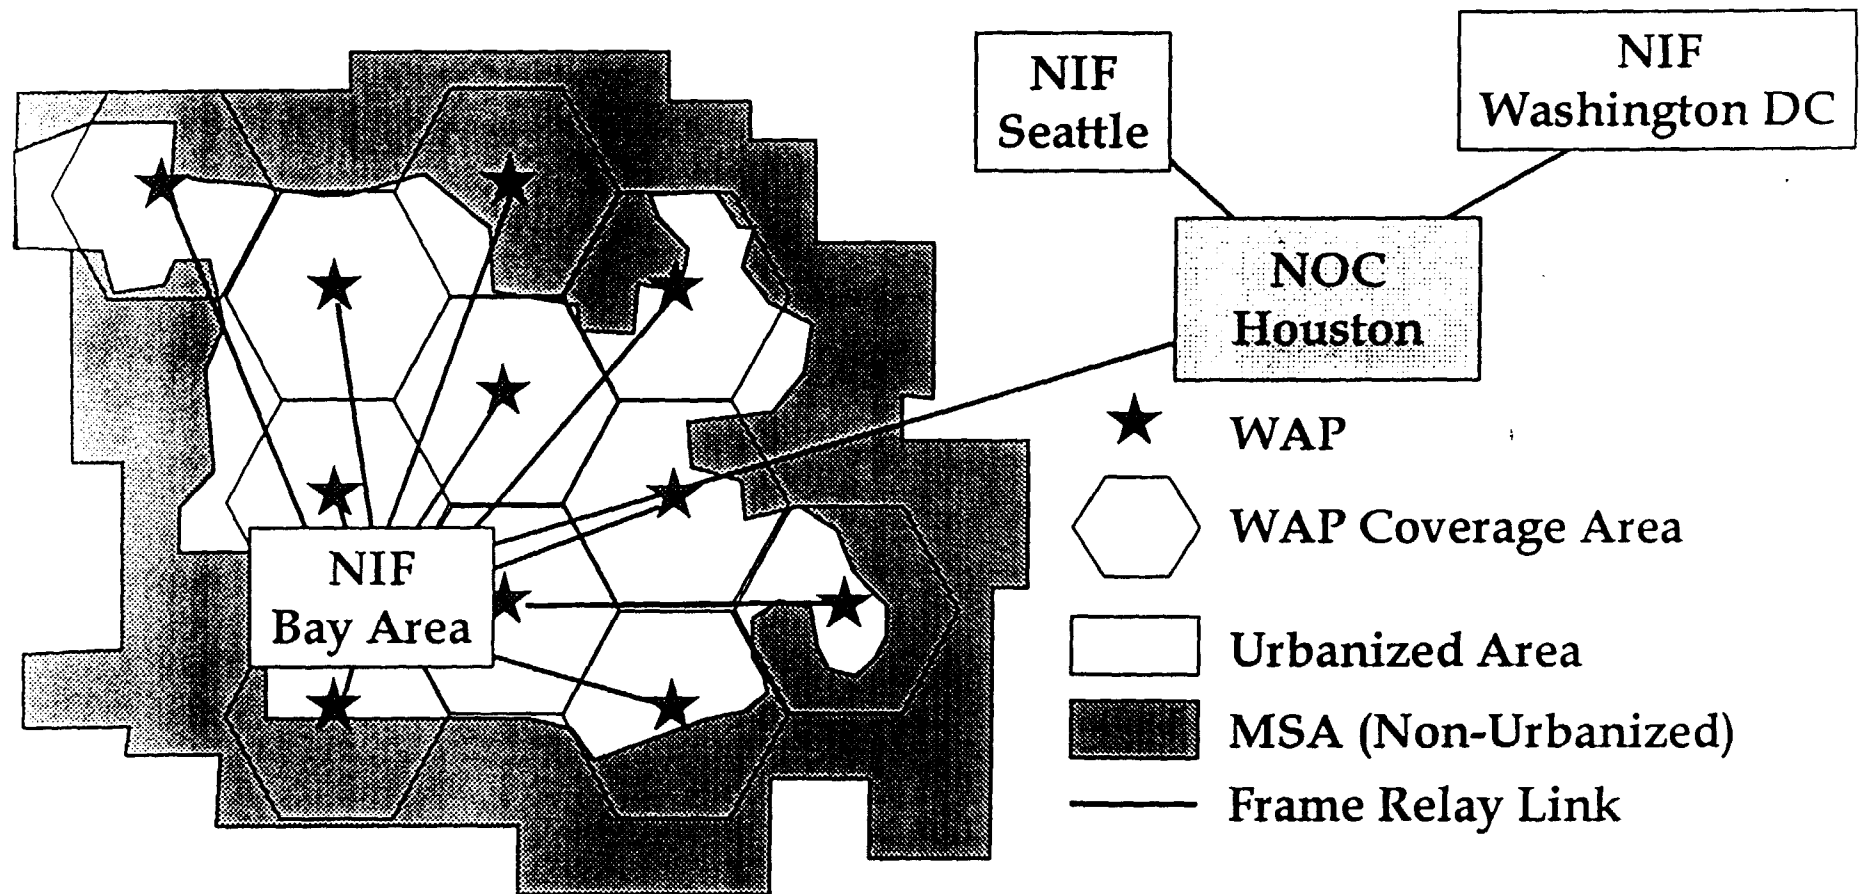 NIF
Seattle
NIF
Washington DC
NOC
Houston
WAP
WAP Coverage Area
NIF
Bay Area
Urbanized Area
MSA (Non-Urbanized)
Frame Relay Link